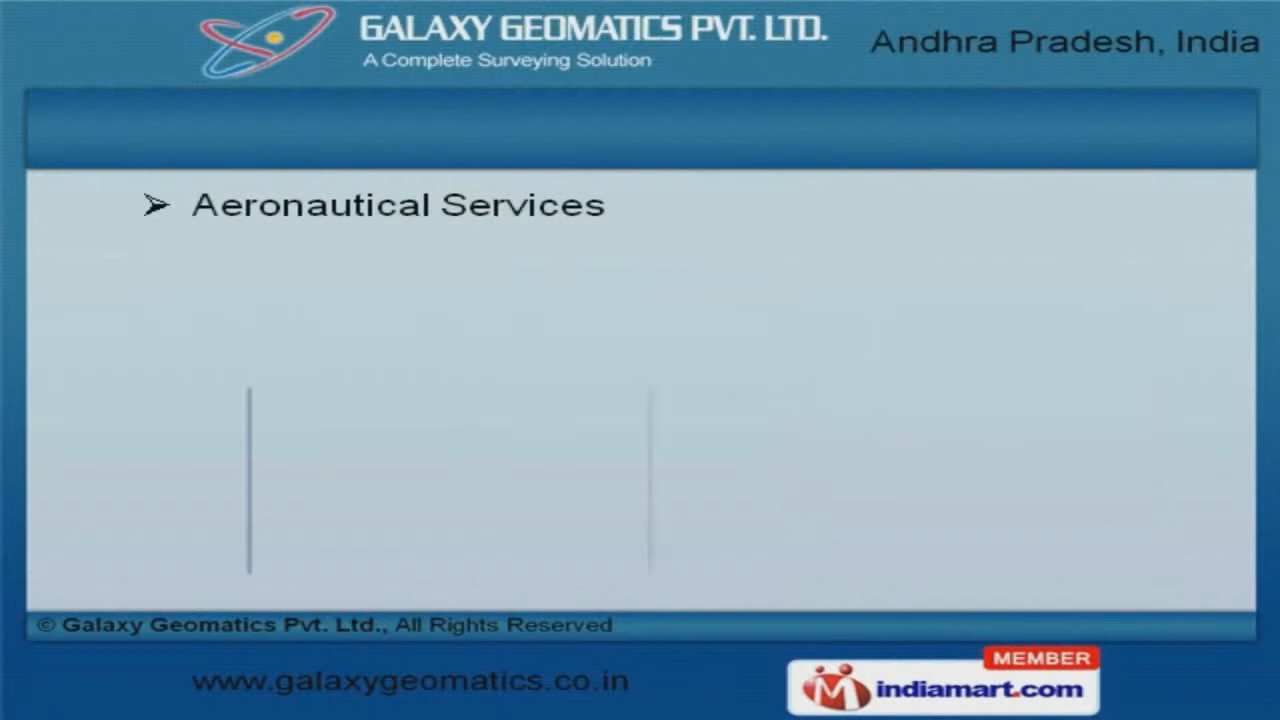 GALAXY GEOMATICS PVT. LTD.
A Complete Surveying Solution
Andhra Pradesh, India
➢ Aeronautical Services
© Galaxy Geomatics Pvt. Ltd., All Rights Reserved
www.galaxygeomatics.co.in
MEMBER
indiamart.com